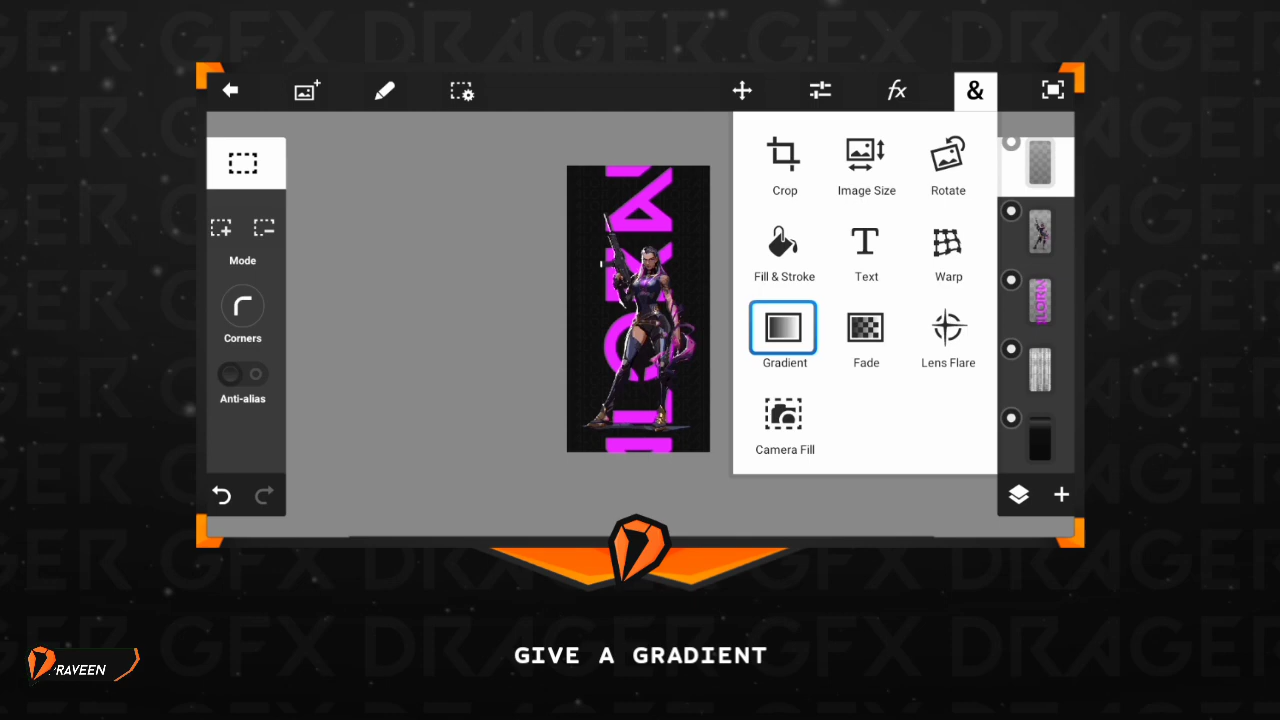 DRAGER GFX DRAGER GFX DRAGER
fx
&
Crop
Image Size
Rotate
Mode
Fill & Stroke
Text
Warp
Corners
Gradient
Fade
Lens Flare
Anti-alias
Camera Fill
GIVE A GRADIENT
RAVEEN